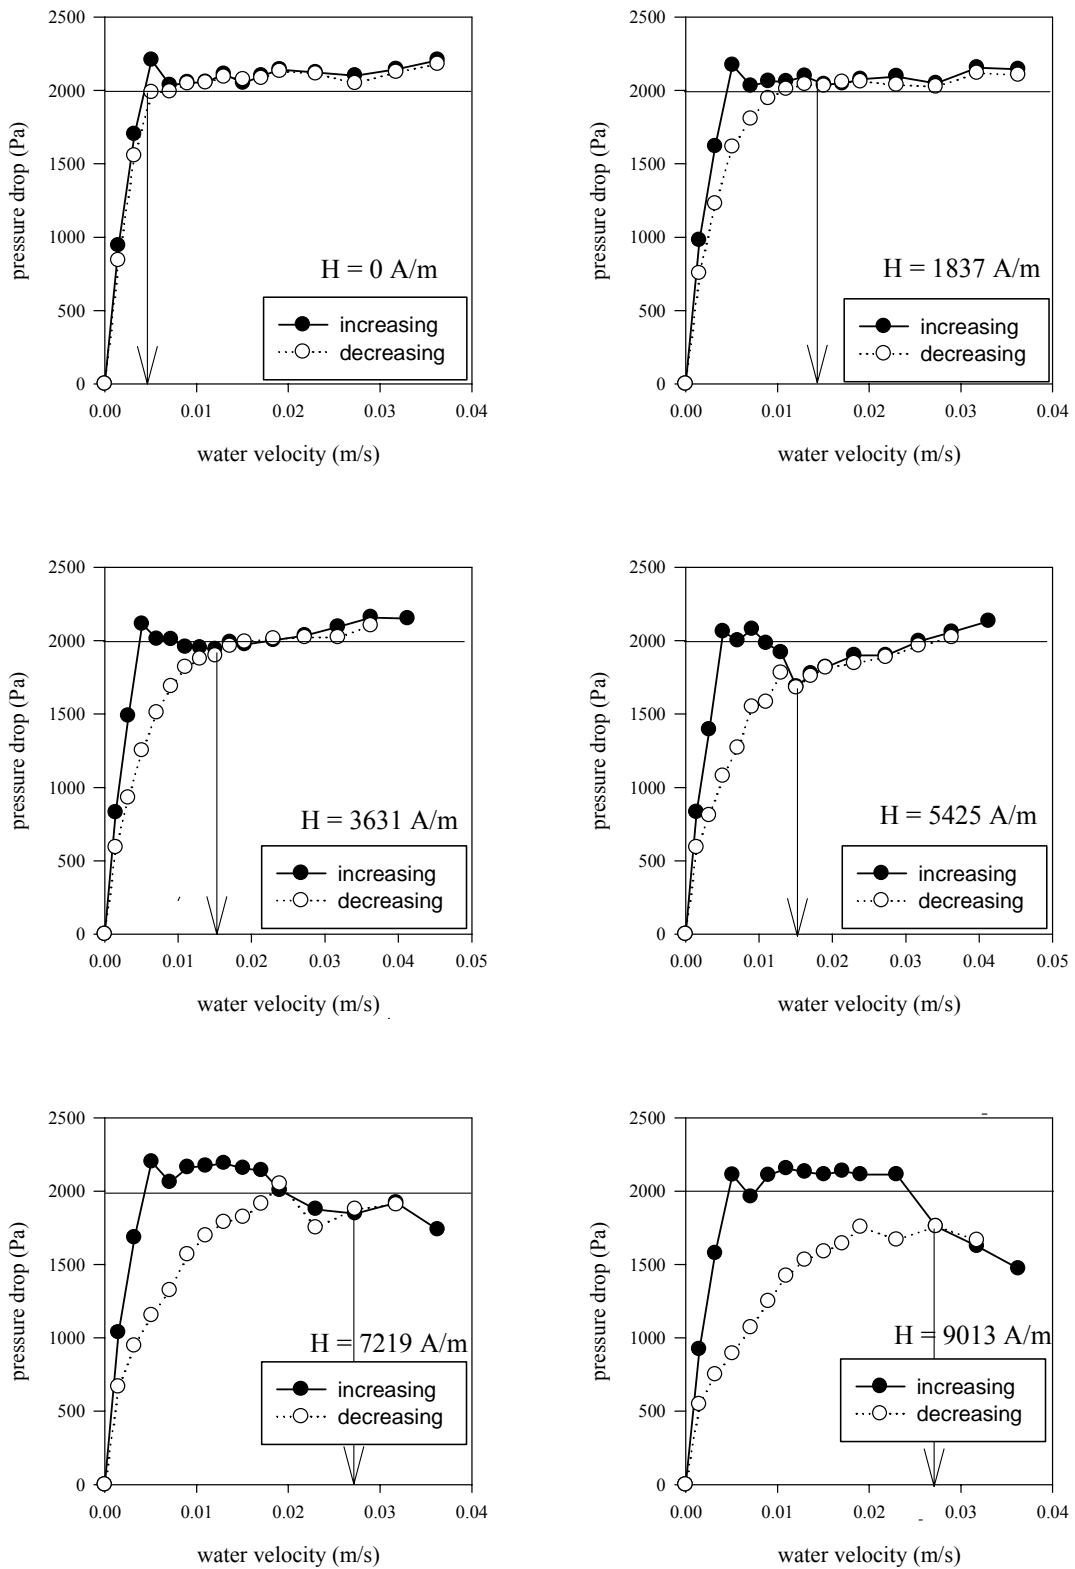 2500
2000
1500
1000
500
0
pressure drop (Pa)
H = 0 A/m
increasing
decreasing
0.00 0.01 0.02 0.03 0.04
water velocity (m/s)
2500
2000
1500
1000
500
0
pressure drop (Pa)
H = 1837 A/m
increasing
decreasing
0.00 0.01 0.02 0.03 0.04
water velocity (m/s)
2500
2000
1500
1000
500
0
pressure drop (Pa)
H = 3631 A/m
increasing
decreasing
0.00 0.01 0.02 0.03 0.04 0.05
water velocity (m/s)
2500
2000
1500
1000
500
0
pressure drop (Pa)
H = 5425 A/m
increasing
decreasing
0.00 0.01 0.02 0.03 0.04 0.05
water velocity (m/s)
2500
2000
1500
1000
500
0
pressure drop (Pa)
H = 7219 A/m
increasing
decreasing
0.00 0.01 0.02 0.03 0.04
water velocity (m/s)
2500
2000
1500
1000
500
0
pressure drop (Pa)
H = 9013 A/m
increasing
decreasing
0.00 0.01 0.02 0.03 0.04
water velocity (m/s)